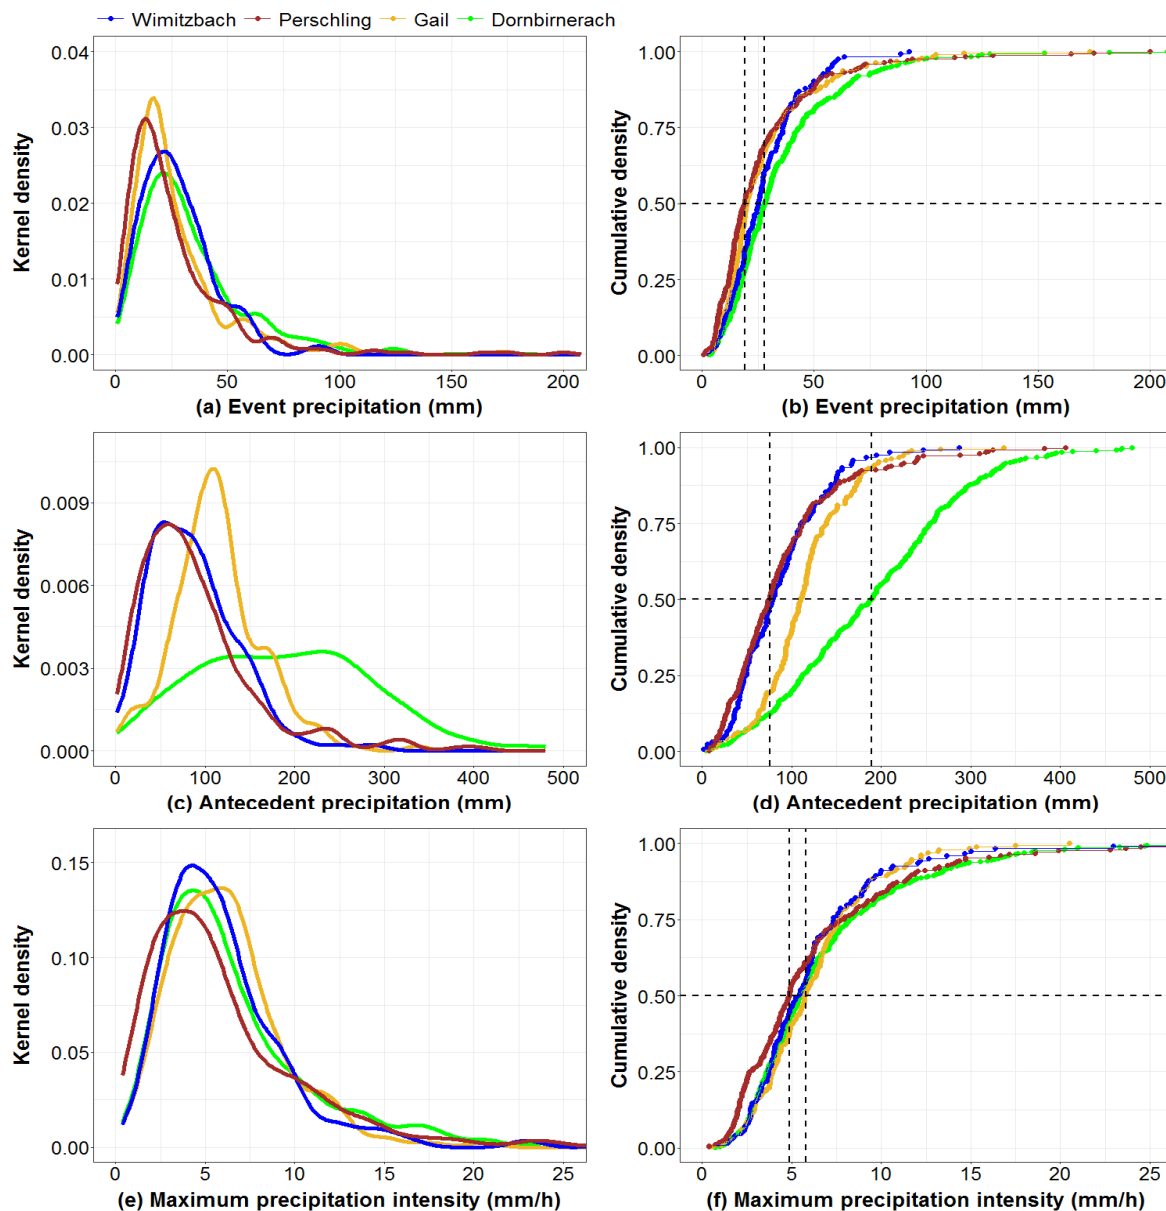 Wimitzbach Perschling Gail Dornbirnerach
0.04
0.03
0.02
0.01
0.00
Kernel density
0 50 100 150 200
(a) Event precipitation (mm)
1.00
0.75
0.50
0.25
0.00
Cumulative density
0 50 100 150 200
(b) Event precipitation (mm)
0.009
0.006
0.003
0.000
Kernel density
0 100 200 300 400 500
(c) Antecedent precipitation (mm)
1.00
0.75
0.50
0.25
0.00
Cumulative density
0 100 200 300 400 500
(d) Antecedent precipitation (mm)
0.15
0.10
0.05
0.00
Kernel density
0 5 10 15 20 25
(e) Maximum precipitation intensity (mm/h)
1.00
0.75
0.50
0.25
0.00
Cumulative density
0 5 10 15 20 25
(f) Maximum precipitation intensity (mm/h)